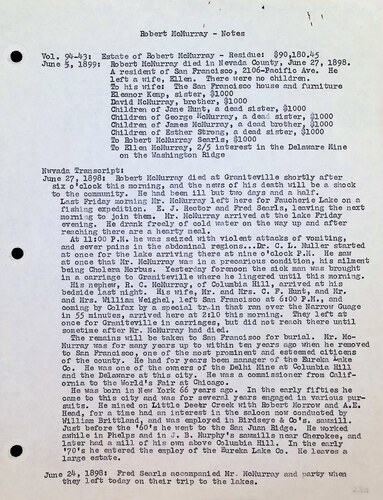 Robert McMurray - Notes
Vol. 94-43: Estate of Robert McMurray - Residue: $90,180.45
June 5, 1899: Robert McMurray died in Nevada County, June 27, 1898.
A resident of San Francisco, 2106-Pacific Ave. He
left a wife, Ellen. There were no children.
To his wife: The San Francisco house and furniture
Eleanor Kemp, sister, $1000
David McMurray, brother, $1000
Children of Jane Hunt, a dead sister, $1000
Children of George McMurray, a dead sister, $1000
Children of James McMurray, a dead brother, $1000
Children of Esther Strong, a dead sister, $1000
To Robert McMurray Searls, $1000
To Ellen McMurray, 2/5 interest in the Delaware Mine
on the Washington Ridge
Nwvada Transcript:
June 27, 1898: Robert McMurray died at Graniteville shortly after
six o'clock this morning, and the news of his death will be a shock
to the community. He had been ill but two days and a half.
Last Friday morning Mr. McMurray left here for Faucherie Lake on a
fishing expedition. E. J. Rector and Fred Searls, leaving the next
morning to join them. Mr. McMurray arrived at the lake Friday
evening. He drank freely of cold water on the way up and after
reaching there ate a hearty meal.
At 11;00 P.M. he was seized with violent attacks of vomiting,
and sever pains in the abdominal regions,..Dr. C.L. Muller started
at once for the lake arriving there at nine o'clock P.M. He saw
at once that Mr. McMurray was in a precarious condition, his silment
being Cholera Morbus. Yesterday forenoon the sick man was brought
in a carriage to Graniteville where he lingered until this morning.
His nephew, R. C. McMurray, of Columbia Hill, arrived at his
bedside last night. His wife, Mr. and Mrs. C. F. Hunt, and Mr.
and Mrs. William Weighel, left San Francisco at 6:00 P.M., and
coming by Colfax by a special train that ran over the Narrow Guage
in 55 minutes, arrived here at 2:10 this morning. They left at
once for Graniteville in carriages, but did not reach there until
sometime after Mr. McMurray had died.
The remains will be taken to San Francisco for burial. Mr. Mc-
Murray was for many years up to within ten years ago when he removed
to San Francisco, one of the most prominent and esteemed citizens
of the county. He had for years been manager of the Eureka Lake
Co. He was one of the owners of the Delhi Mine at Columbia Hill
and the Delaware at this city. He was a commissioner from Calif-
ornia to the World's Fair at Chicago.
He was born in New York 66 years ago. In the early fifties he
came to this city and was for several years engaged in various pur-
suits. He mined on Little Deer Creek with Robert Morrow and A.E.
Head, for a time had an interest in the saloon now conducted by
William Brittland, and was employed in Birdseye & Co's. sawmill.
Just before the '60's he went to the San Juan Ridge. He worked
awhile in Phelps and in J. B. Murphy's sawmills near Cherokee, and
later had a mill of his own above Columbia Hill. In the early
'70's he entered the employ of the Eureka Lake Co. He leaves a
large estate.
June 24, 1898: Fred Searls accompanied Mr. McMurray and party when
they left today on their trip to the lakes.